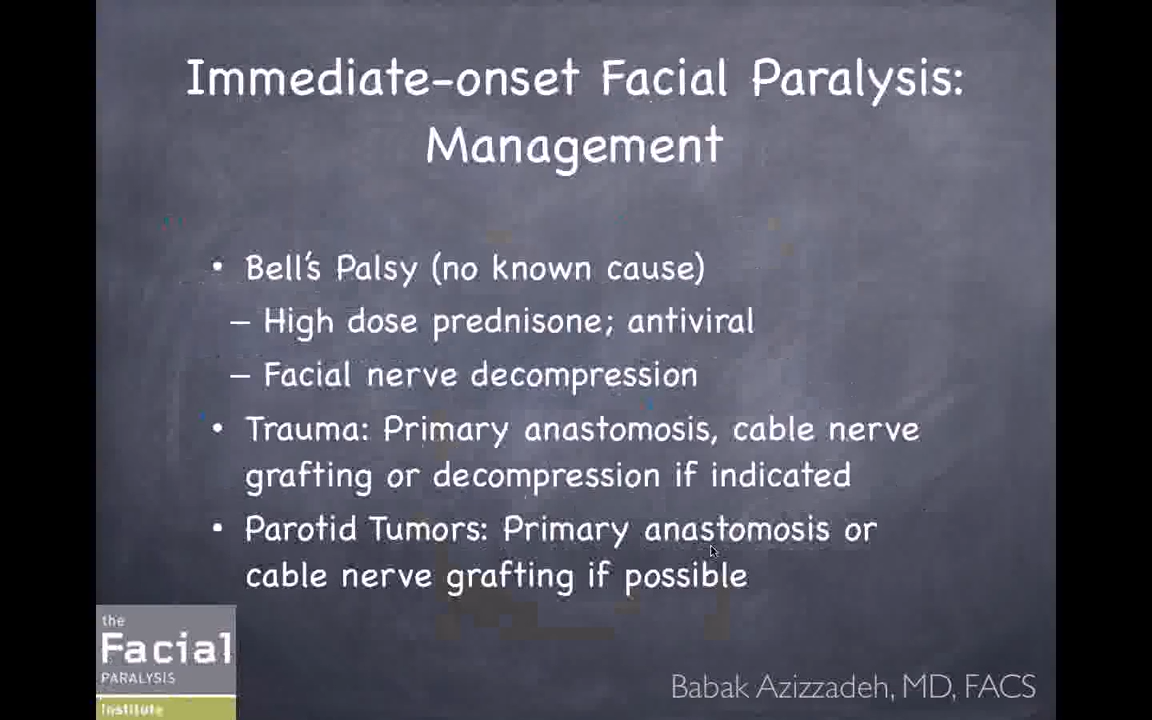 Immediate-onset Facial Paralysis:
Management
• Bell's Palsy (no known cause)
– High dose prednisone; antiviral
– Facial nerve decompression
• Trauma: Primary anastomosis, cable nerve
grafting or decompression if indicated
• Parotid Tumors: Primary anastomosis or
cable nerve grafting if possible
the
Facial
PARALYSIS
Institute
Babak Azizzadeh, MD, FACS